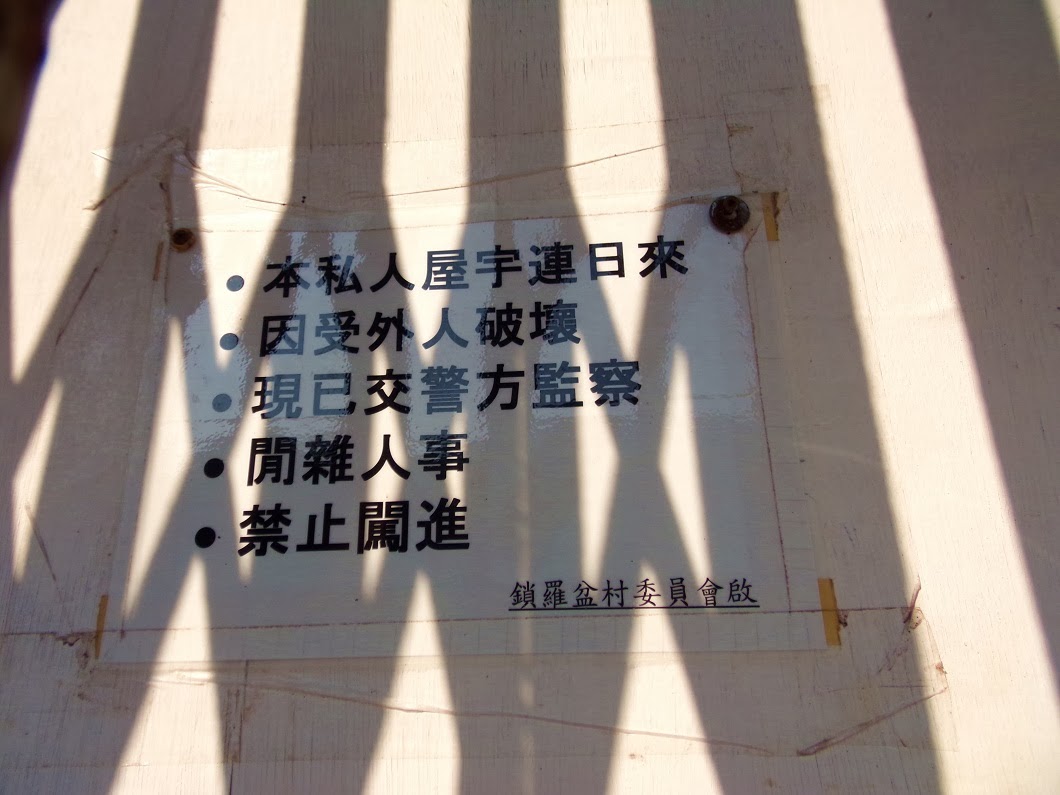 • 本私人屋宇連日來
• 因受外人破壞
• 現已交警方監察
• 閒雜人事
• 禁止闖進
鎖羅盆村委員會啟